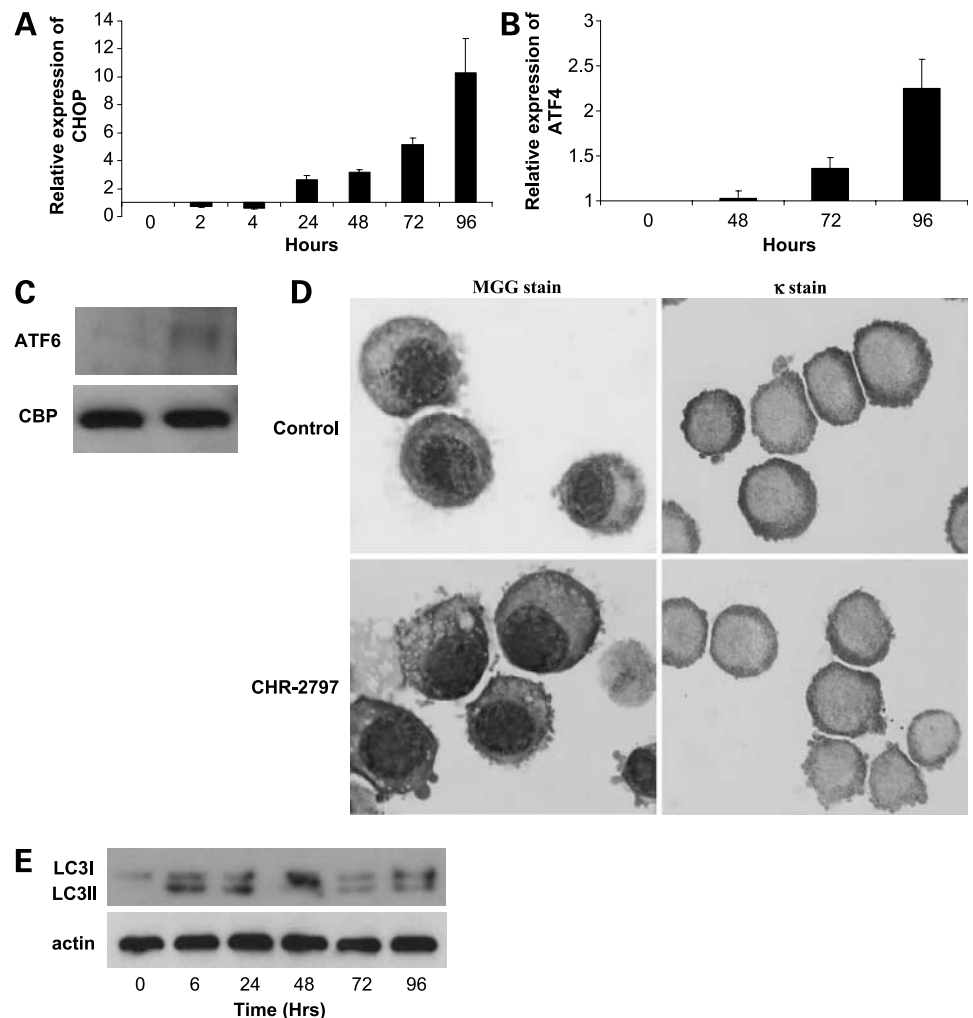 A
Relative expression of
CHOP
14
12
10
8
6
4
2
0
0 2 4 24 48 72 96
Hours
B
Relative expression of
ATF4
3
2.5
2
1.5
1
0 48 72 96
Hours
C
ATF6
CBP
D
MGG stain κ stain
Control
CHR-2797
E
LC3I
LC3II
actin
0 6 24 48 72 96
Time (Hrs)